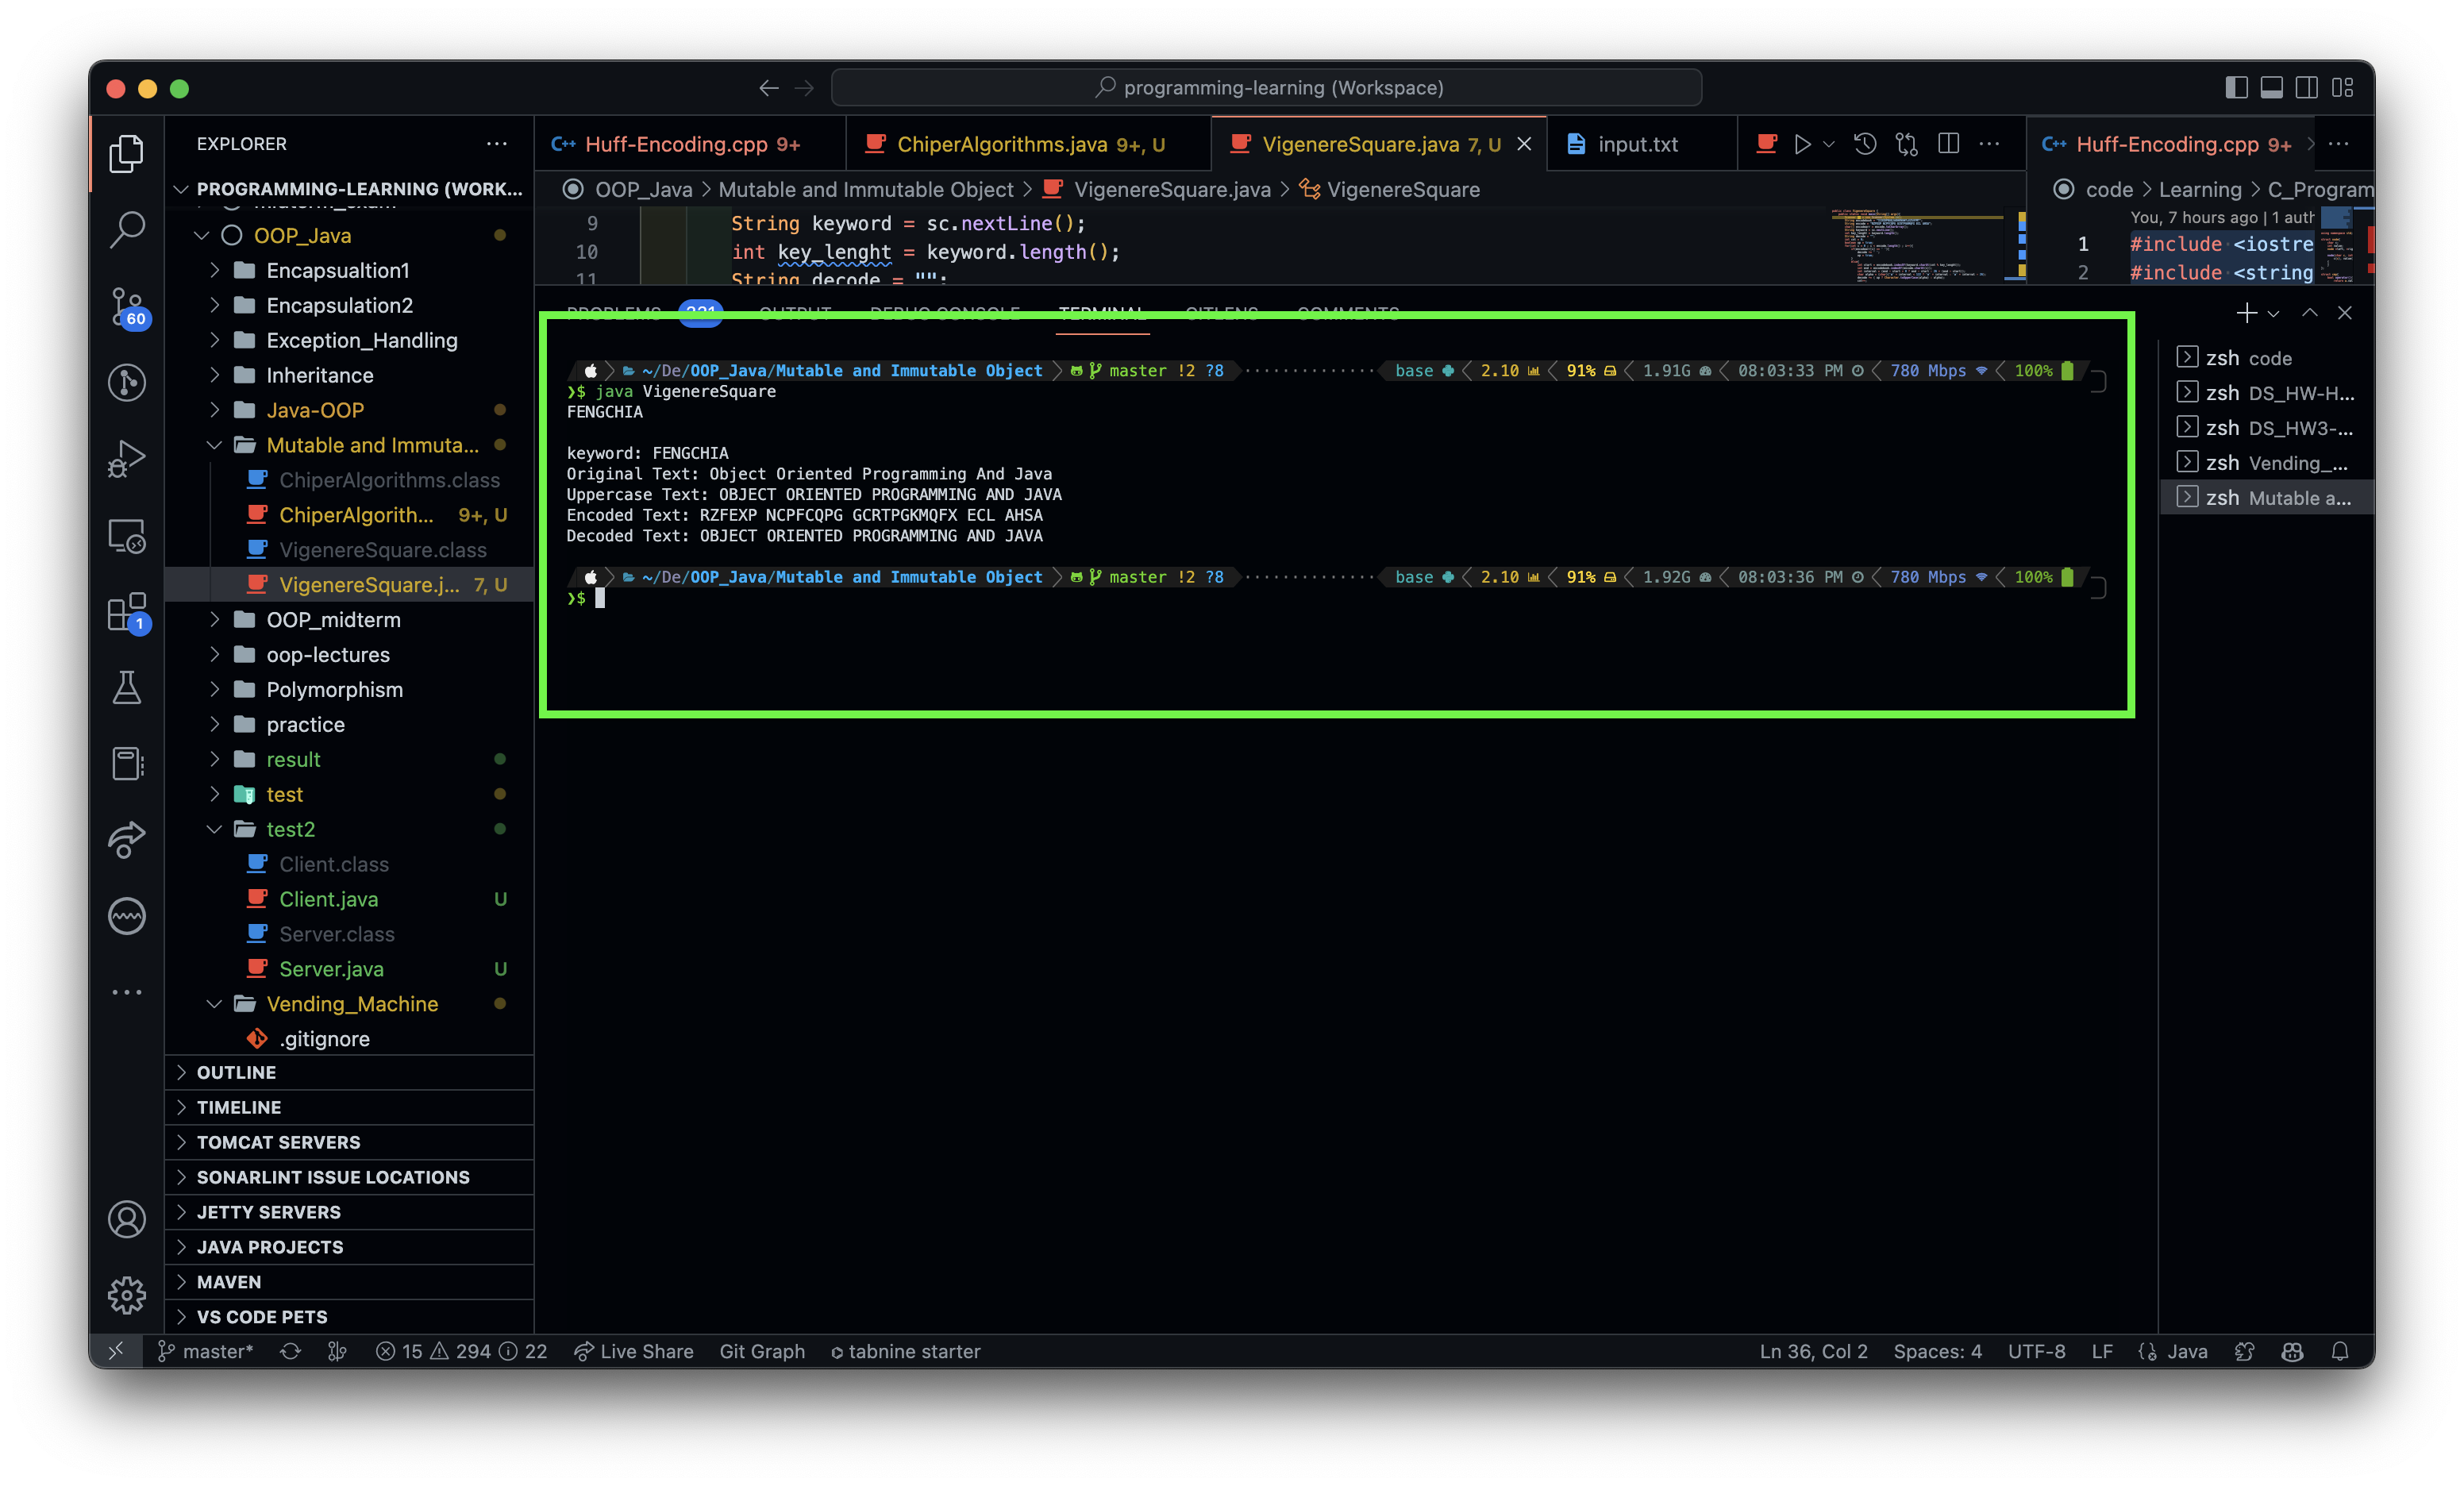 programming-learning (Workspace)
EXPLORER
PROGRAMMING-LEARNING (WORK...
OOP_Java
Encapsualtion1
Encapsulation2
Exception_Handling
Inheritance
Java-OOP
Mutable and Immuta...
ChiperAlgorithms.class
ChiperAlgorith... 9+, U
VigenereSquare.class
VigenereSquare.j... 7, U
OOP_midterm
oop-lectures
Polymorphism
practice
result
test
test2
Client.class
Client.java U
Server.class
Server.java U
Vending_Machine
.gitignore
OUTLINE
TIMELINE
TOMCAT SERVERS
SONARLINT ISSUE LOCATIONS
JETTY SERVERS
JAVA PROJECTS
MAVEN
VS CODE PETS
60
1
Huff-Encoding.cpp 9+
ChiperAlgorithms.java 9+, U
VigenereSquare.java 7, U
input.txt
OOP_Java > Mutable and Immutable Object > VigenereSquare.java > VigenereSquare
9 String keyword = sc.nextLine();
10 int key_lenght = keyword.length();
11 String decode = "";
Huff-Encoding.cpp 9+
code > Learning > C_Program
You, 7 hours ago | 1 auth
1 #include <iostre
2 #include <string
PROBLEMS 331 OUTPUT DEBUG CONSOLE TERMINAL GITLENS COMMENTS
~/De/OOP_Java/Mutable and Immutable Object master !2 ?8 base 2.10 91% 1.91G 08:03:33 PM 780 Mbps 100%
❯$ java VigenereSquare
FENGCHIA
keyword: FENGCHIA
Original Text: Object Oriented Programming And Java
Uppercase Text: OBJECT ORIENTED PROGRAMMING AND JAVA
Encoded Text: RZFEXP NCPFCQPG GCRTPGKMQFX ECL AHSA
Decoded Text: OBJECT ORIENTED PROGRAMMING AND JAVA
~/De/OOP_Java/Mutable and Immutable Object master !2 ?8 base 2.10 91% 1.92G 08:03:36 PM 780 Mbps 100%
❯$
zsh code
zsh DS_HW-H...
zsh DS_HW3-...
zsh Vending_...
zsh Mutable a...
master* 15 294 22 Live Share Git Graph tabnine starter
Ln 36, Col 2 Spaces: 4 UTF-8 LF Java